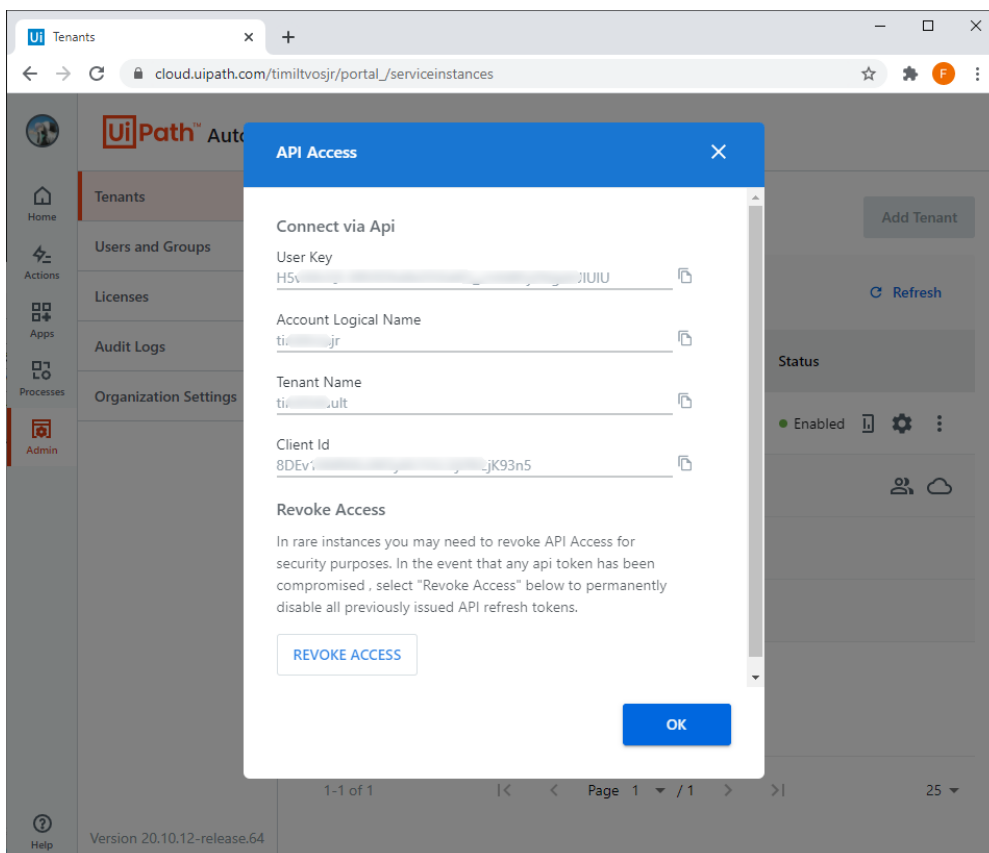 Ui Tenants
cloud.uipath.com/timiltvosjr/portal_/serviceinstances
F
UiPath™ Auto
Home
Actions
Apps
Processes
Admin
Help
Tenants
Users and Groups
Licenses
Audit Logs
Organization Settings
Version 20.10.12-release.64
API Access
Connect via Api
User Key
Account Logical Name
Tenant Name
Client Id
Revoke Access
In rare instances you may need to revoke API Access for
security purposes. In the event that any api token has been
compromised , select "Revoke Access" below to permanently
disable all previously issued API refresh tokens.
REVOKE ACCESS
OK
Add Tenant
Refresh
Status
Enabled
1-1 of 1
Page 1 / 1
25